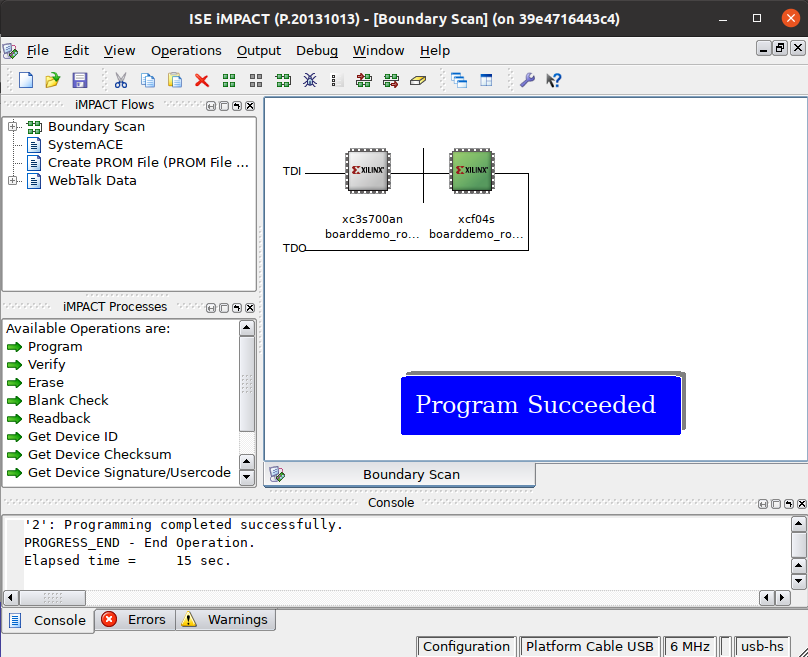 ISE iMPACT (P.20131013) - [Boundary Scan] (on 39e4716443c4)
File Edit View Operations Output Debug Window Help
iMPACT Flows
Boundary Scan
SystemACE
Create PROM File (PROM File ...
WebTalk Data
TDI
XILINX
XILINX
xc3s700an
boarddemo_ro...
xcf04s
boarddemo_ro...
TDO
iMPACT Processes
Available Operations are:
Program
Verify
Erase
Blank Check
Readback
Get Device ID
Get Device Checksum
Get Device Signature/Usercode
Program Succeeded
Boundary Scan
Console
'2': Programming completed successfully.
PROGRESS_END - End Operation.
Elapsed time =     15 sec.
Console Errors Warnings
Configuration Platform Cable USB 6 MHz usb-hs